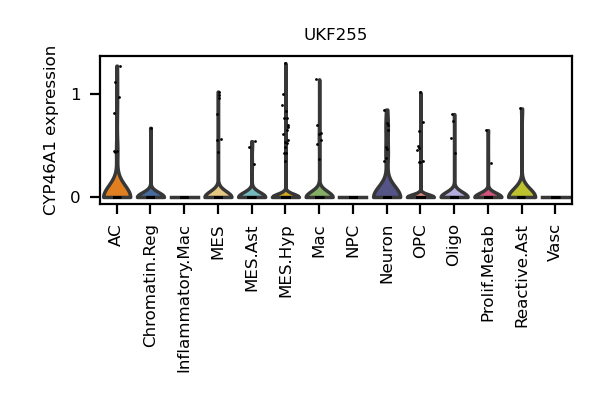 UKF255
CYP46A1 expression
1
0
AC
Chromatin.Reg
Inflammatory.Mac
MES
MES.Ast
MES.Hyp
Mac
NPC
Neuron
OPC
Oligo
Prolif.Metab
Reactive.Ast
Vasc